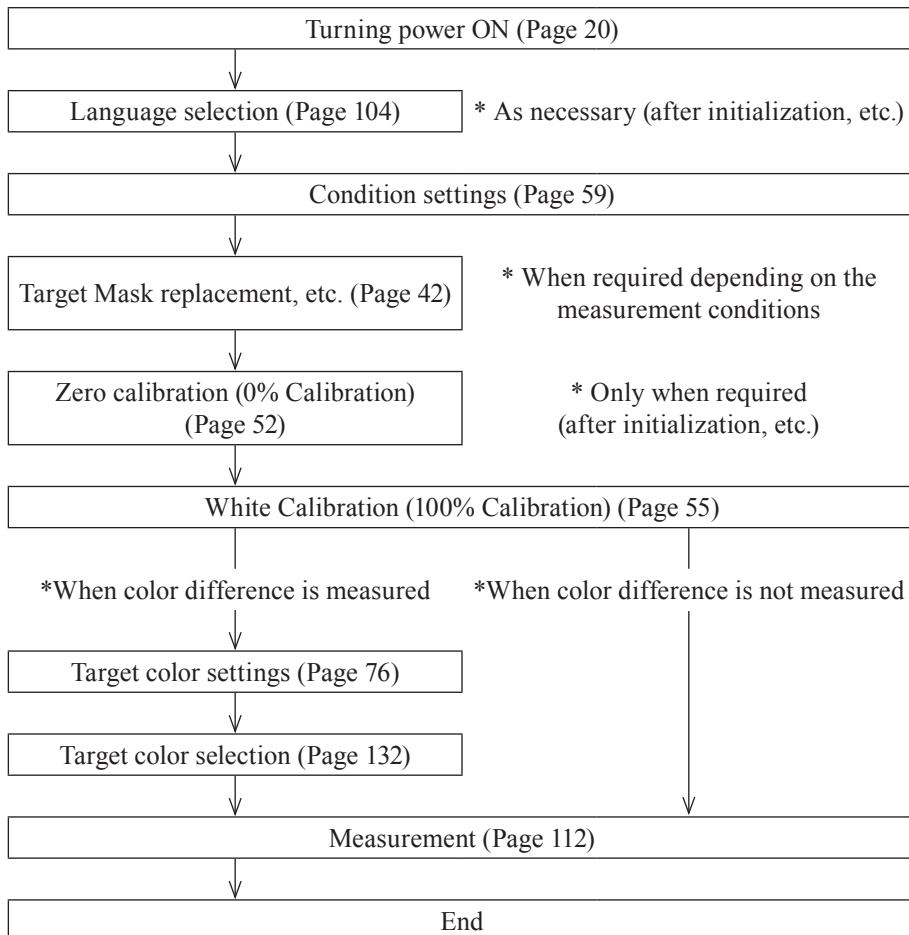 Turning power ON (Page 20)
Language selection (Page 104)
* As necessary (after initialization, etc.)
Condition settings (Page 59)
Target Mask replacement, etc. (Page 42)
* When required depending on the
measurement conditions
Zero calibration (0% Calibration)
(Page 52)
* Only when required
(after initialization, etc.)
White Calibration (100% Calibration) (Page 55)
*When color difference is measured
*When color difference is not measured
Target color settings (Page 76)
Target color selection (Page 132)
Measurement (Page 112)
End